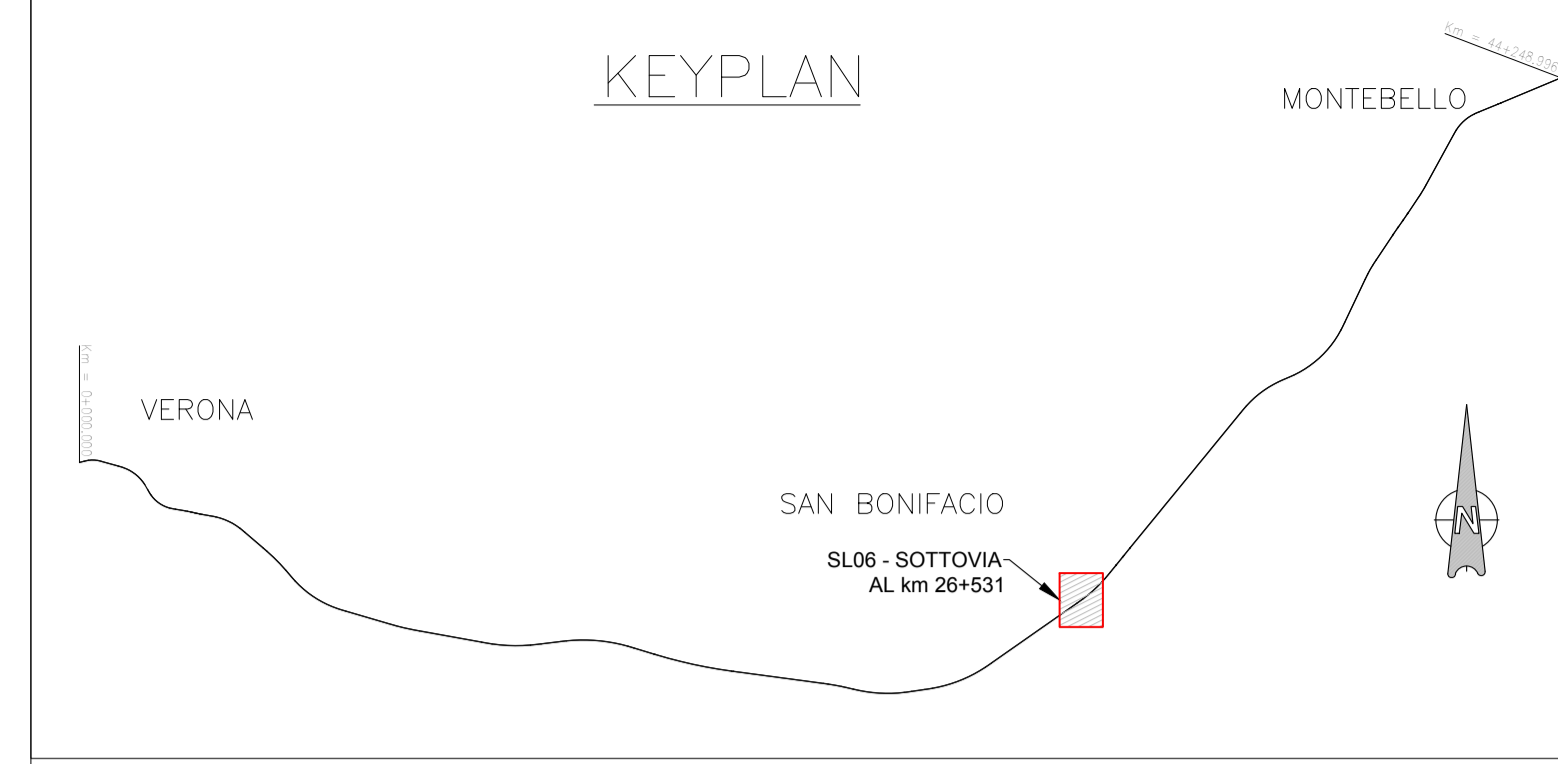 KEYPLAN
Km = 44+248.996
MONTEBELLO
Km = 0+000.000
VERONA
SAN BONIFACIO
SL06 - SOTTOVIA
AL km 26+531
N